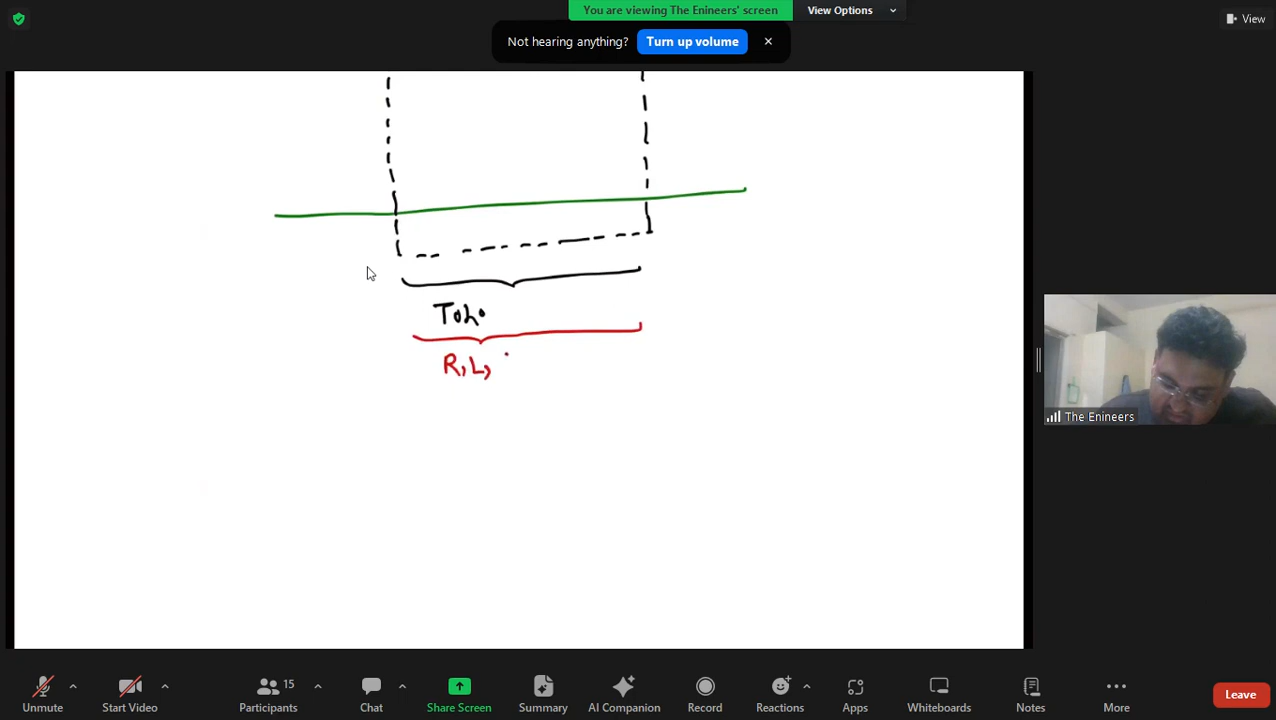 You are viewing The Enineers' screen
View Options
View
Not hearing anything?
Turn up volume
T.L.
R, L,
The Enineers
Unmute
Start Video
Participants
15
Chat
Share Screen
Summary
AI Companion
Record
Reactions
Apps
Whiteboards
Notes
More
Leave